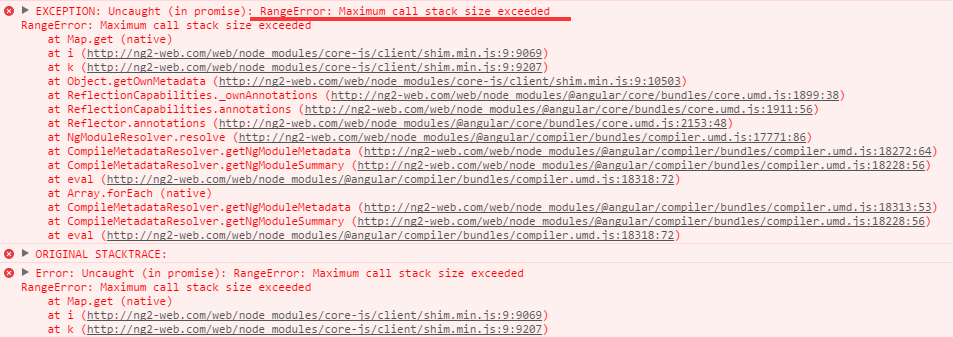 EXCEPTION: Uncaught (in promise): RangeError: Maximum call stack size exceeded
RangeError: Maximum call stack size exceeded
at Map.get (native)
at i (http://ng2-web.com/web/node_modules/core-js/client/shim.min.js:9:9069)
at k (http://ng2-web.com/web/node_modules/core-js/client/shim.min.js:9:9207)
at Object.getOwnMetadata (http://ng2-web.com/web/node_modules/core-js/client/shim.min.js:9:10503)
at ReflectionCapabilities._ownAnnotations (http://ng2-web.com/web/node_modules/@angular/core/bundles/core.umd.js:1899:38)
at ReflectionCapabilities.annotations (http://ng2-web.com/web/node_modules/@angular/core/bundles/core.umd.js:1911:56)
at Reflector.annotations (http://ng2-web.com/web/node_modules/@angular/core/bundles/core.umd.js:2153:48)
at NgModuleResolver.resolve (http://ng2-web.com/web/node_modules/@angular/compiler/bundles/compiler.umd.js:17771:86)
at CompileMetadataResolver.getNgModuleMetadata (http://ng2-web.com/web/node_modules/@angular/compiler/bundles/compiler.umd.js:18272:64)
at CompileMetadataResolver.getNgModuleSummary (http://ng2-web.com/web/node_modules/@angular/compiler/bundles/compiler.umd.js:18228:56)
at eval (http://ng2-web.com/web/node_modules/@angular/compiler/bundles/compiler.umd.js:18318:72)
at Array.forEach (native)
at CompileMetadataResolver.getNgModuleMetadata (http://ng2-web.com/web/node_modules/@angular/compiler/bundles/compiler.umd.js:18313:53)
at CompileMetadataResolver.getNgModuleSummary (http://ng2-web.com/web/node_modules/@angular/compiler/bundles/compiler.umd.js:18228:56)
at eval (http://ng2-web.com/web/node_modules/@angular/compiler/bundles/compiler.umd.js:18318:72)
ORIGINAL STACKTRACE:
Error: Uncaught (in promise): RangeError: Maximum call stack size exceeded
RangeError: Maximum call stack size exceeded
at Map.get (native)
at i (http://ng2-web.com/web/node_modules/core-js/client/shim.min.js:9:9069)
at k (http://ng2-web.com/web/node_modules/core-js/client/shim.min.js:9:9207)